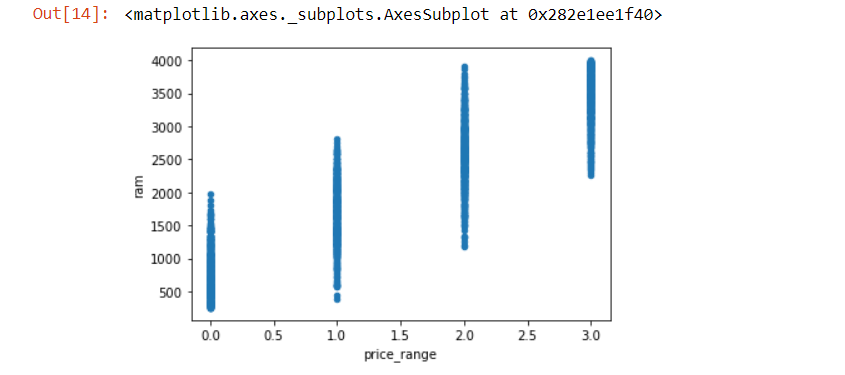 Out[14]: <matplotlib.axes._subplots.AxesSubplot at 0x282e1ee1f40>
4000
3500
3000
2500
2000
1500
1000
500
ram
0.0 0.5 1.0 1.5 2.0 2.5 3.0
price_range